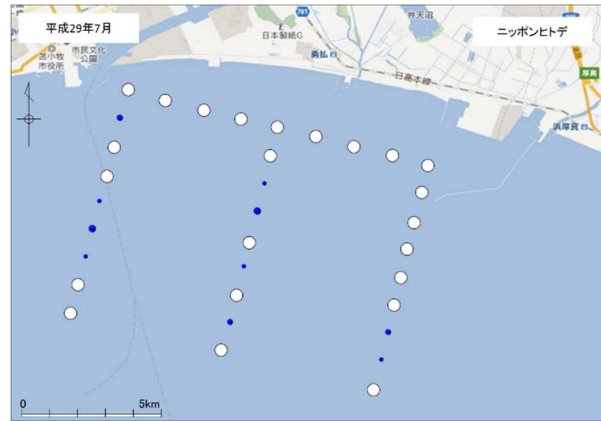 平成29年7月
ニッポンヒトデ
弁天沼
日本製紙G
市民文化
公園
苫小牧
市役所
勇払
781
日高本線
厚真
浜厚真
0
5km